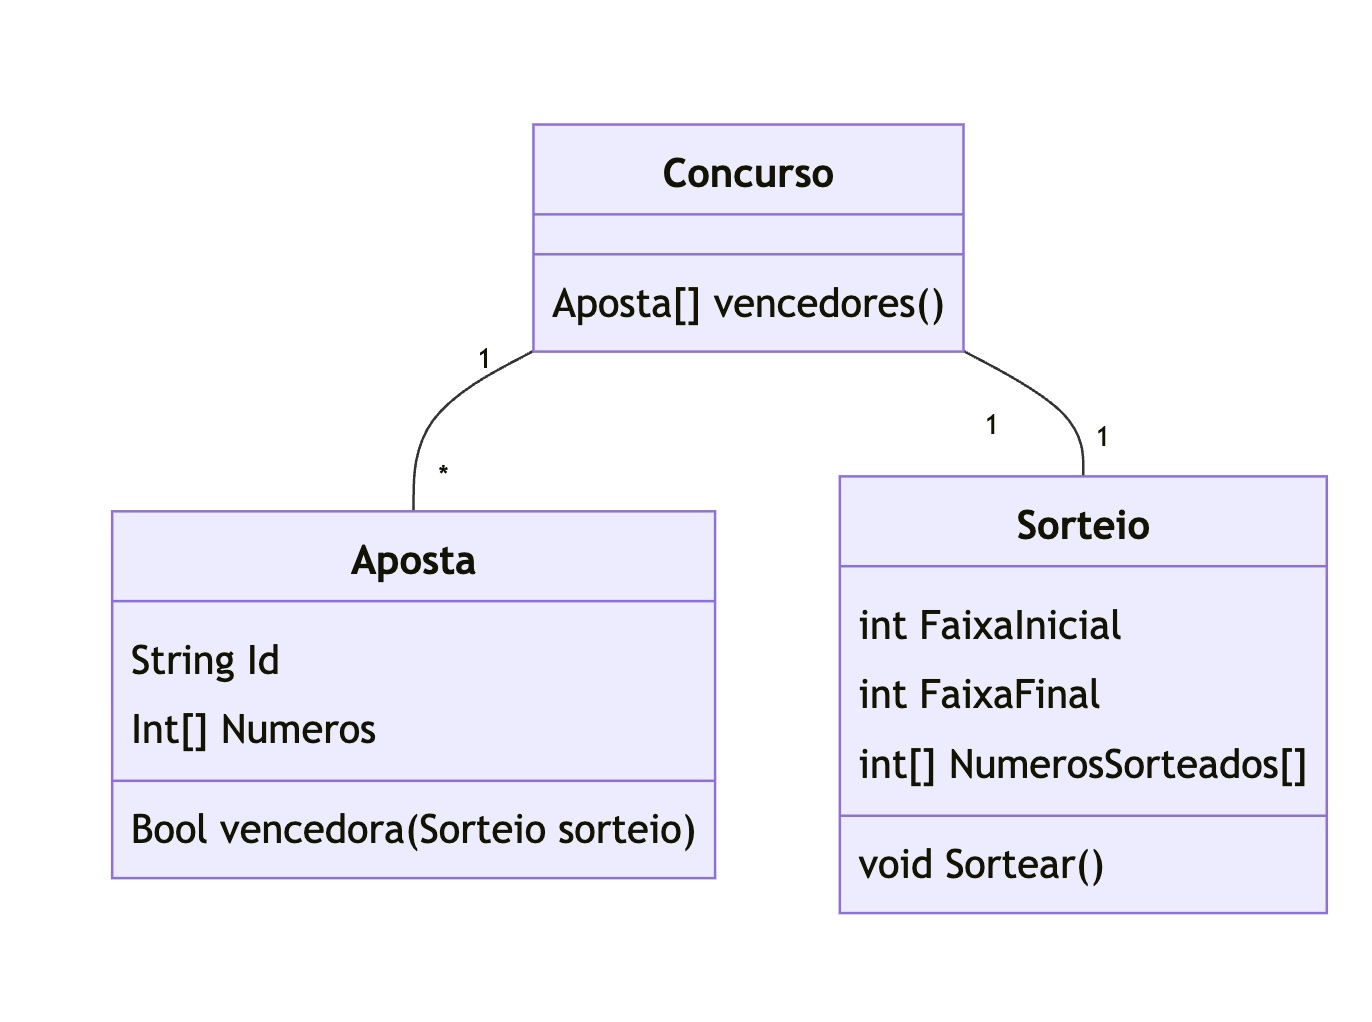 Concurso
Aposta[] vencedores()
1
*
1
1
Aposta
String Id
Int[] Numeros
Bool vencedora(Sorteio sorteio)
Sorteio
int FaixaInicial
int FaixaFinal
int[] NumerosSorteados[]
void Sortear()